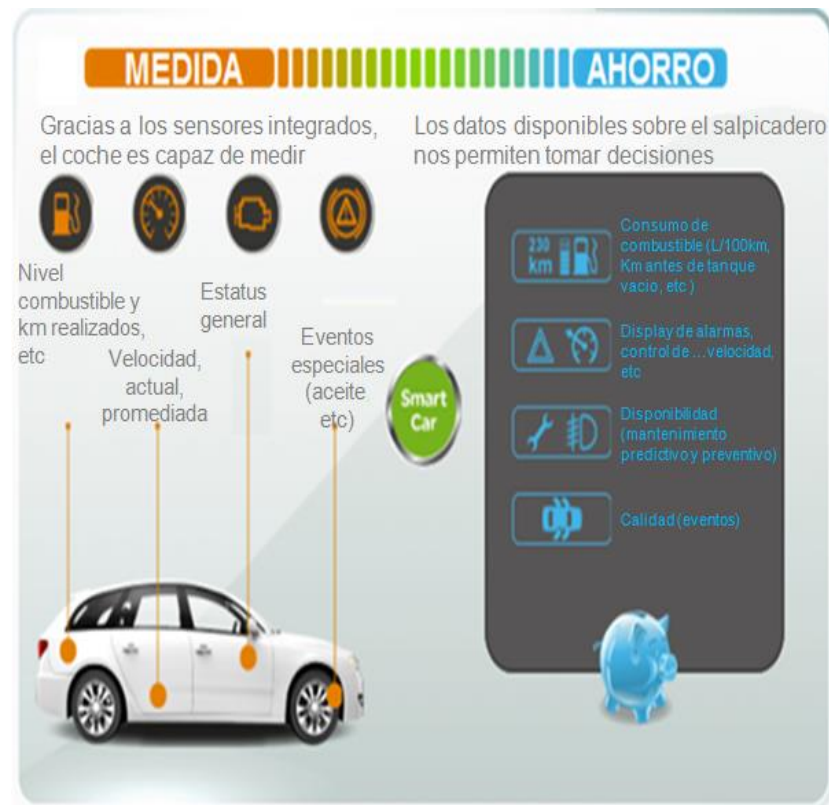 MEDIDA
AHORRO
Gracias a los sensores integrados,
el coche es capaz de medir
Los datos disponibles sobre el salpicadero
nos permiten tomar decisiones
Nivel
combustible y
km realizados,
etc
Velocidad,
actual,
promediada
Estatus
general
Eventos
especiales
(aceite
etc)
Smart
Car
230
km
Consumo de
combustible (L/100km,
Km antes de tanque
vacio, etc )
Display de alarmas,
control de ...velocidad,
etc
Disponibilidad
(mantenimiento
predictivo y preventivo)
Calidad (eventos)